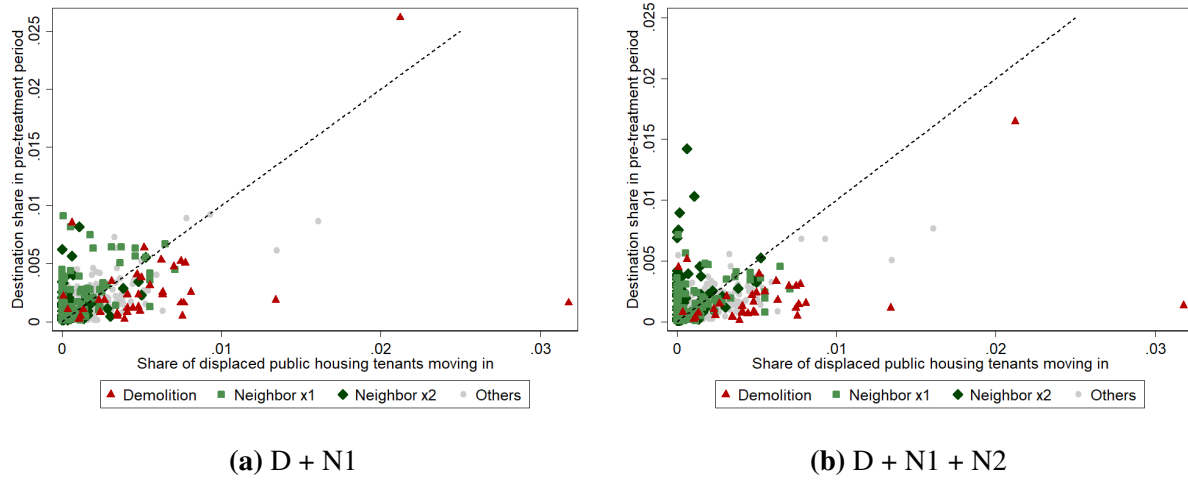 Destination share in pre-treatment period
.025
.02
.015
.01
.005
0
0
.01
.02
.03
Share of displaced public housing tenants moving in
Demolition Neighbor x1 Neighbor x2 Others
(a) D + N1
Destination share in pre-treatment period
.025
.02
.015
.01
.005
0
0
.01
.02
.03
Share of displaced public housing tenants moving in
Demolition Neighbor x1 Neighbor x2 Others
(b) D + N1 + N2